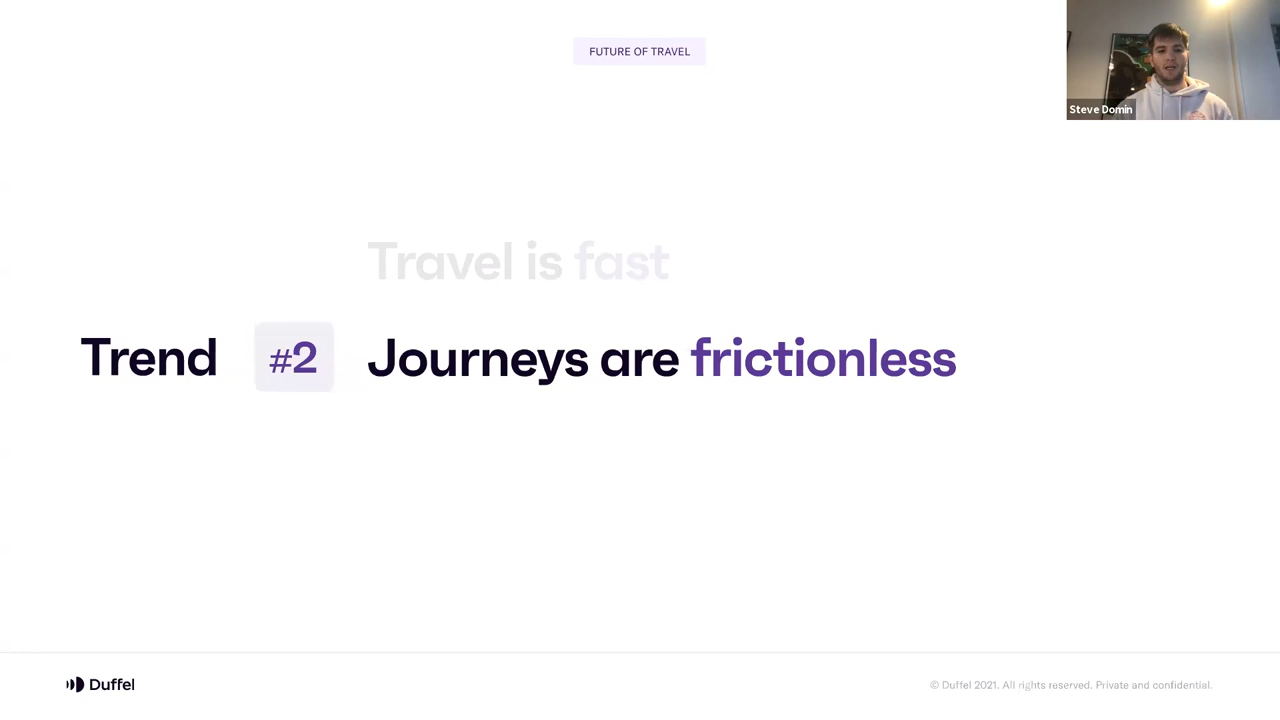 FUTURE OF TRAVEL
Steve Domin
Travel is fast
Trend #2 Journeys are frictionless
Duffel
© Duffel 2021. All rights reserved. Private and confidential.